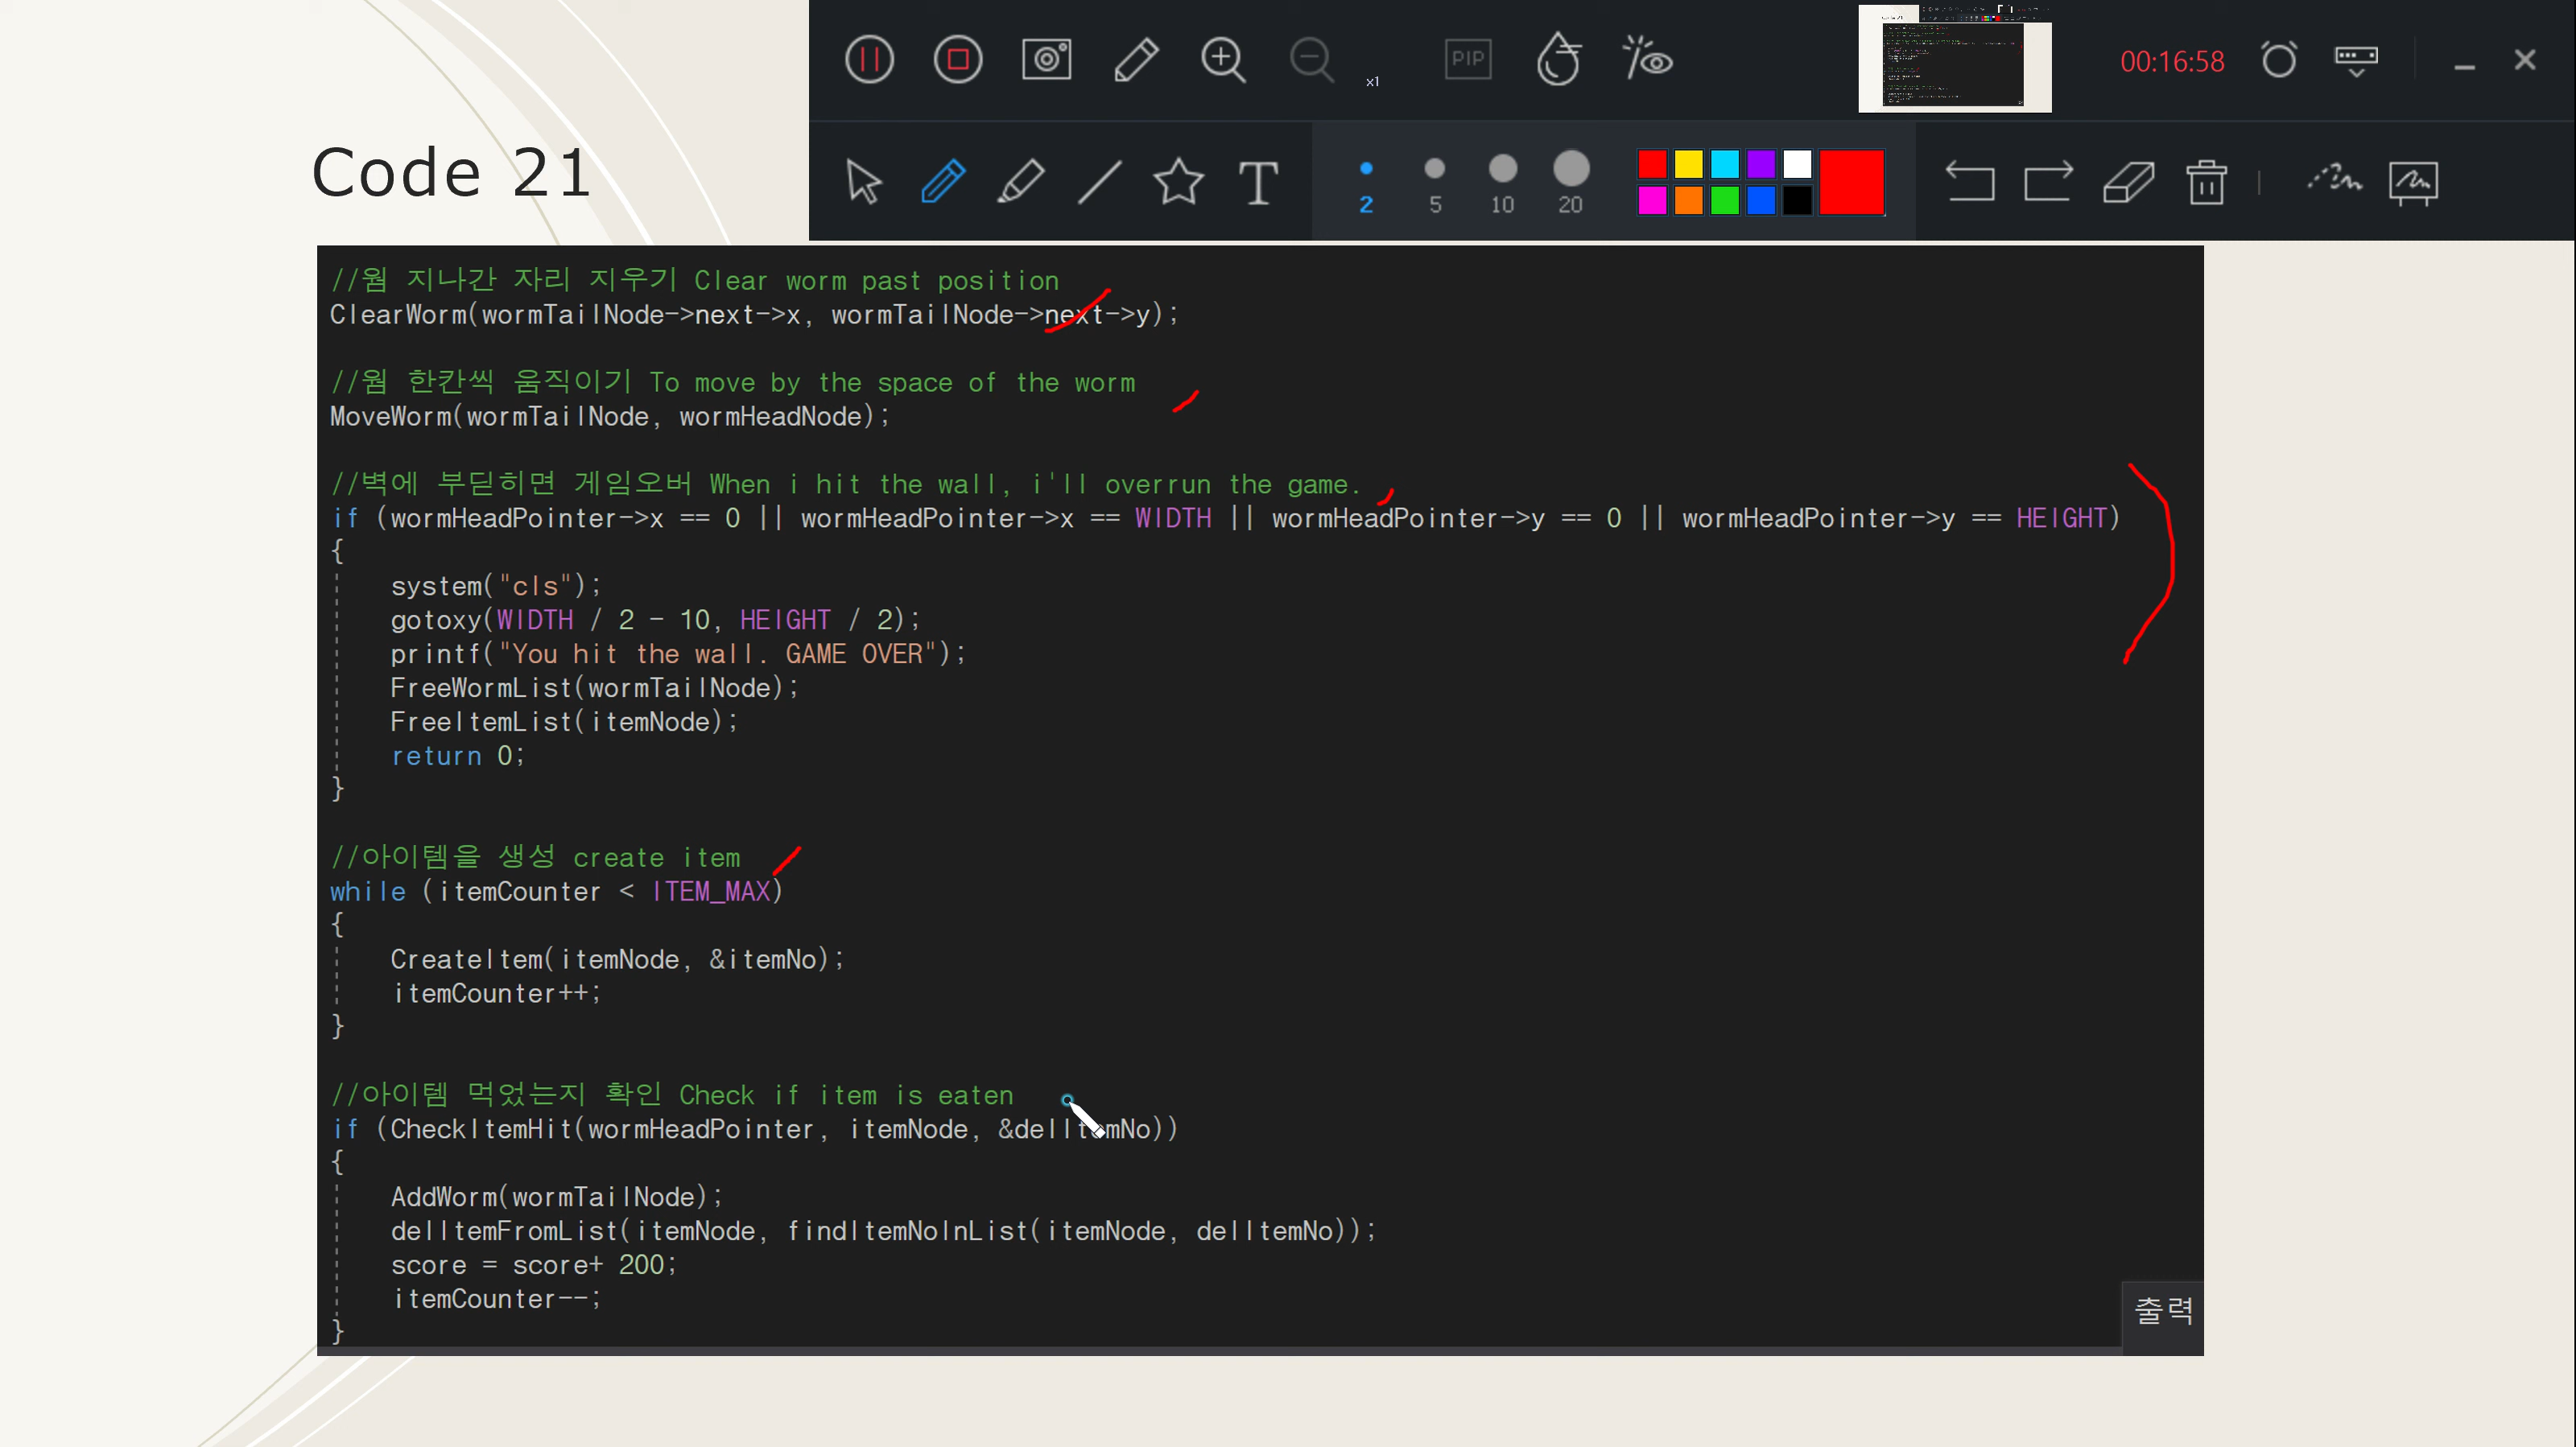 x1
PIP
00:16:58
T
2 5 10 20
Code 21
//웜 지나간 자리 지우기 Clear worm past position
ClearWorm(wormTailNode->next->x, wormTailNode->next->y);
//웜 한칸씩 움직이기 To move by the space of the worm
MoveWorm(wormTailNode, wormHeadNode);
//벽에 부딛히면 게임오버 When i hit the wall, i'll overrun the game.
if (wormHeadPointer->x == 0 || wormHeadPointer->x == WIDTH || wormHeadPointer->y == 0 || wormHeadPointer->y == HEIGHT)
{
system("cls");
gotoxy(WIDTH / 2 - 10, HEIGHT / 2);
printf("You hit the wall. GAME OVER");
FreeWormList(wormTailNode);
FreeItemList(itemNode);
return 0;
}
//아이템을 생성 create item
while (itemCounter < ITEM_MAX)
{
CreateItem(itemNode, &itemNo);
itemCounter++;
}
//아이템 먹었는지 확인 Check if item is eaten
if (CheckItemHit(wormHeadPointer, itemNode, &delItemNo))
{
AddWorm(wormTailNode);
delItemFromList(itemNode, findItemNoInList(itemNode, delItemNo));
score = score+ 200;
itemCounter--;
}
출력